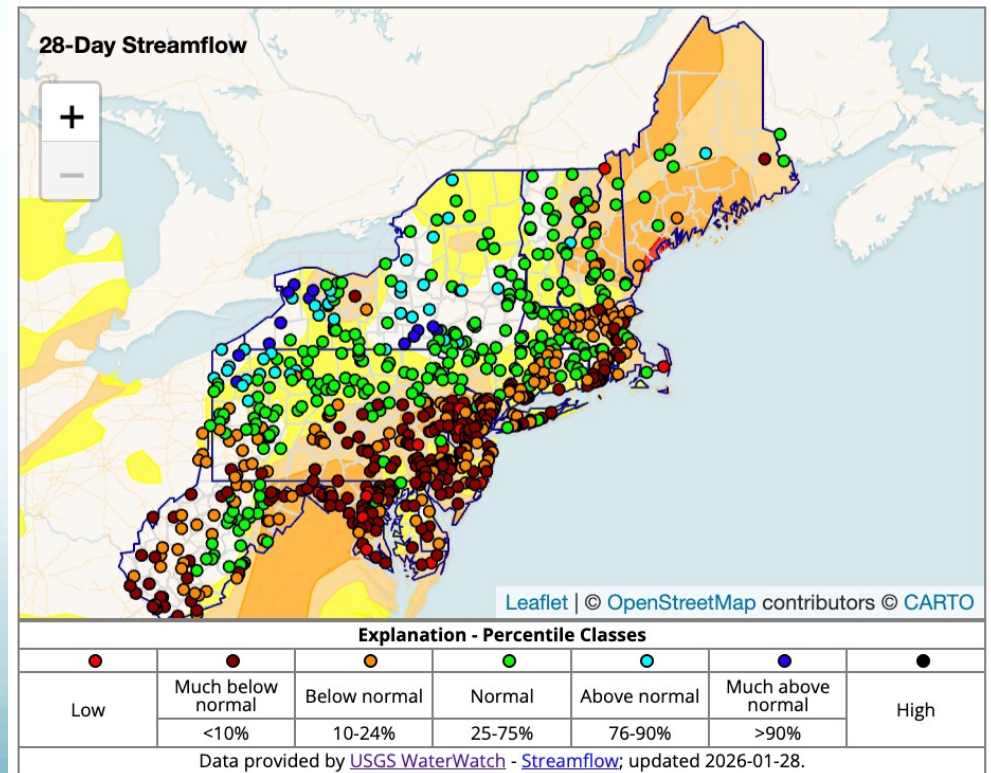 28-Day Streamflow
+
−
Leaflet | © OpenStreetMap contributors © CARTO
Explanation - Percentile Classes
Low
Much below normal
Below normal
Normal
Above normal
Much above normal
High
<10%
10-24%
25-75%
76-90%
>90%
Data provided by USGS WaterWatch - Streamflow; updated 2026-01-28.